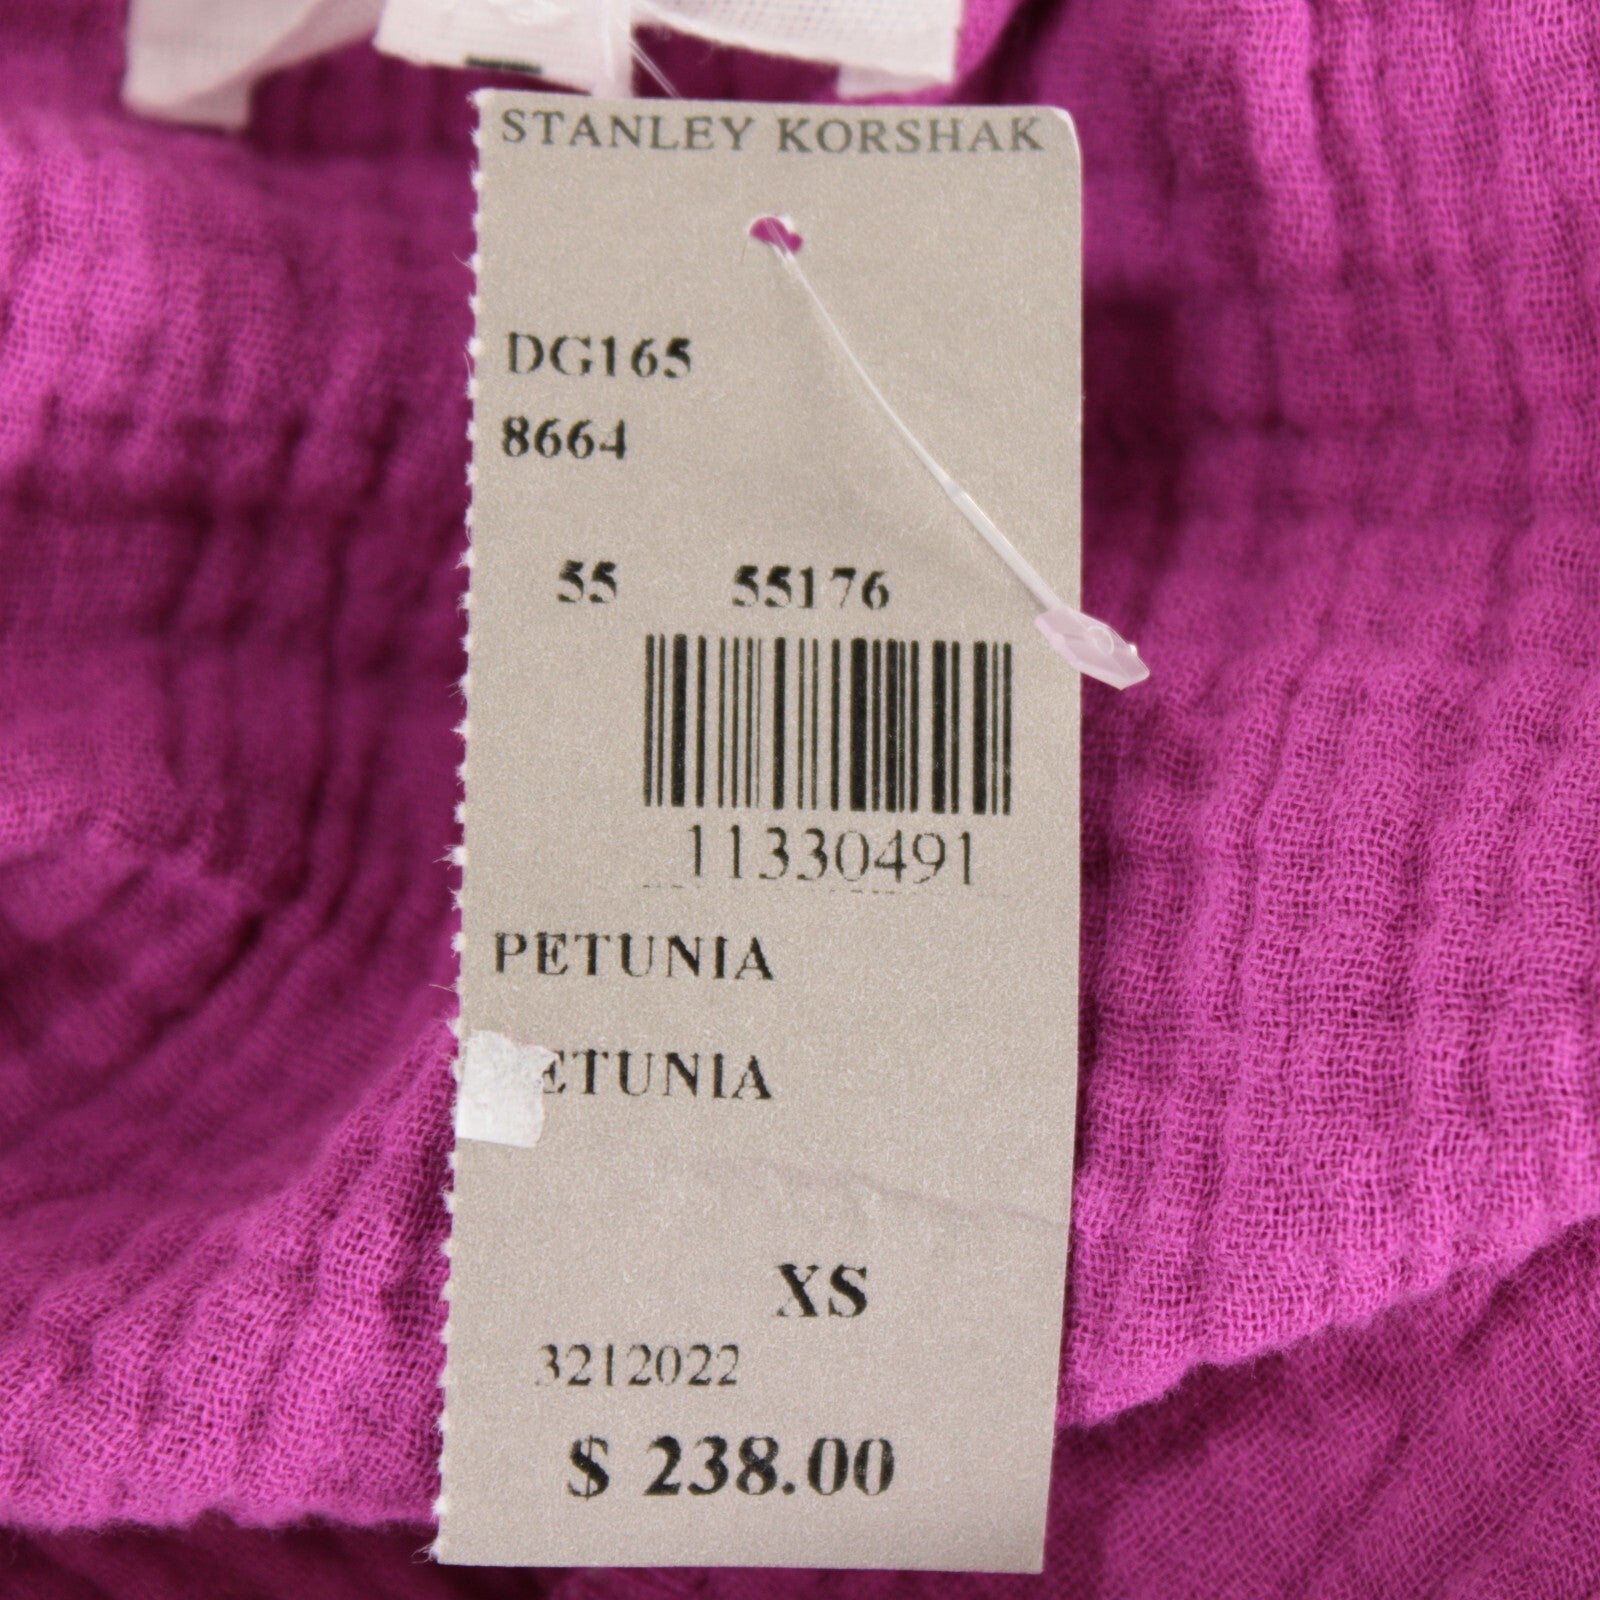 STANLEY KORSHAK
DG165
8664
55 55176
11330491
PETUNIA
ETUNIA
XS
3212022
$ 238.00